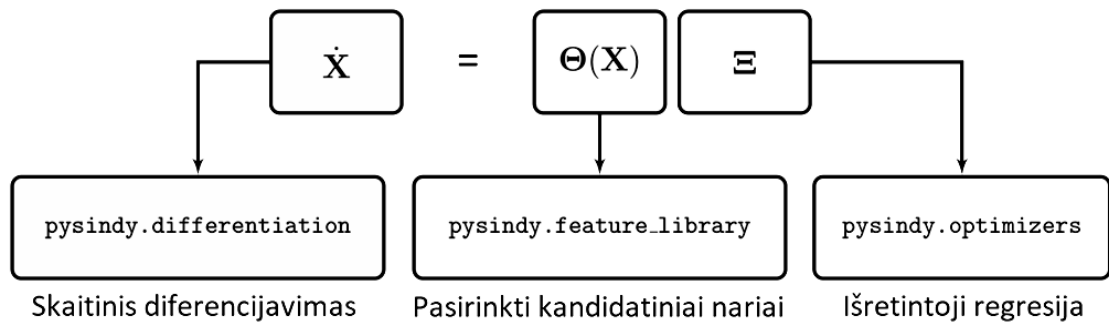 Ẋ = Θ(X) Ξ
pysindy.differentiation pysindy.feature_library pysindy.optimizers
Skaitinis diferencijavimas Pasirinkti kandidatiniai nariai Išretintoji regresija